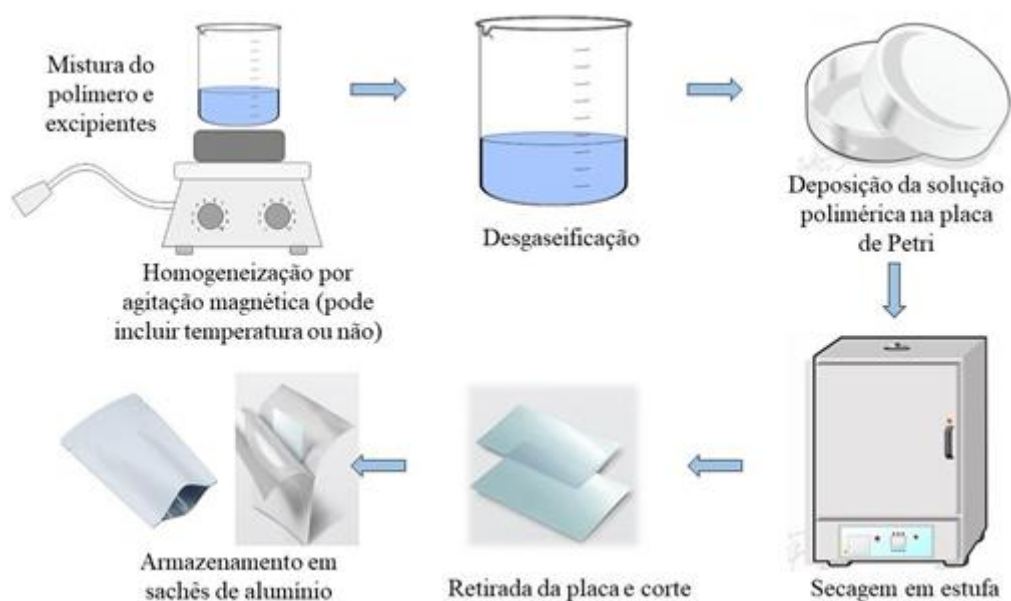 Mistura do
polímero e
excipientes
Homogeneização por
agitação magnética (pode
incluir temperatura ou não)
Desgaseificação
Deposição da solução
polimérica na placa
de Petri
Secagem em estufa
Retirada da placa e corte
Armazenamento em
sachês de alumínio